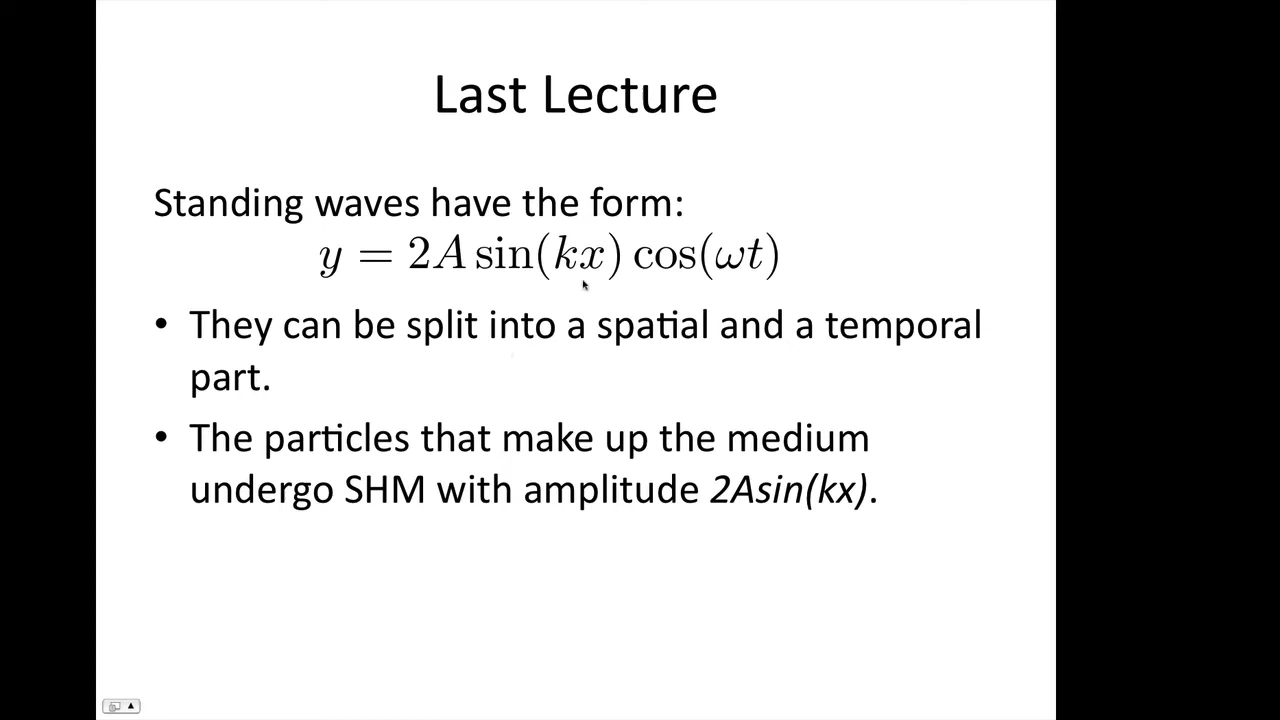 Last Lecture
Standing waves have the form:
y = 2A sin(kx) cos(ωt)
• They can be split into a spatial and a temporal
part.
• The particles that make up the medium
undergo SHM with amplitude 2Asin(kx).